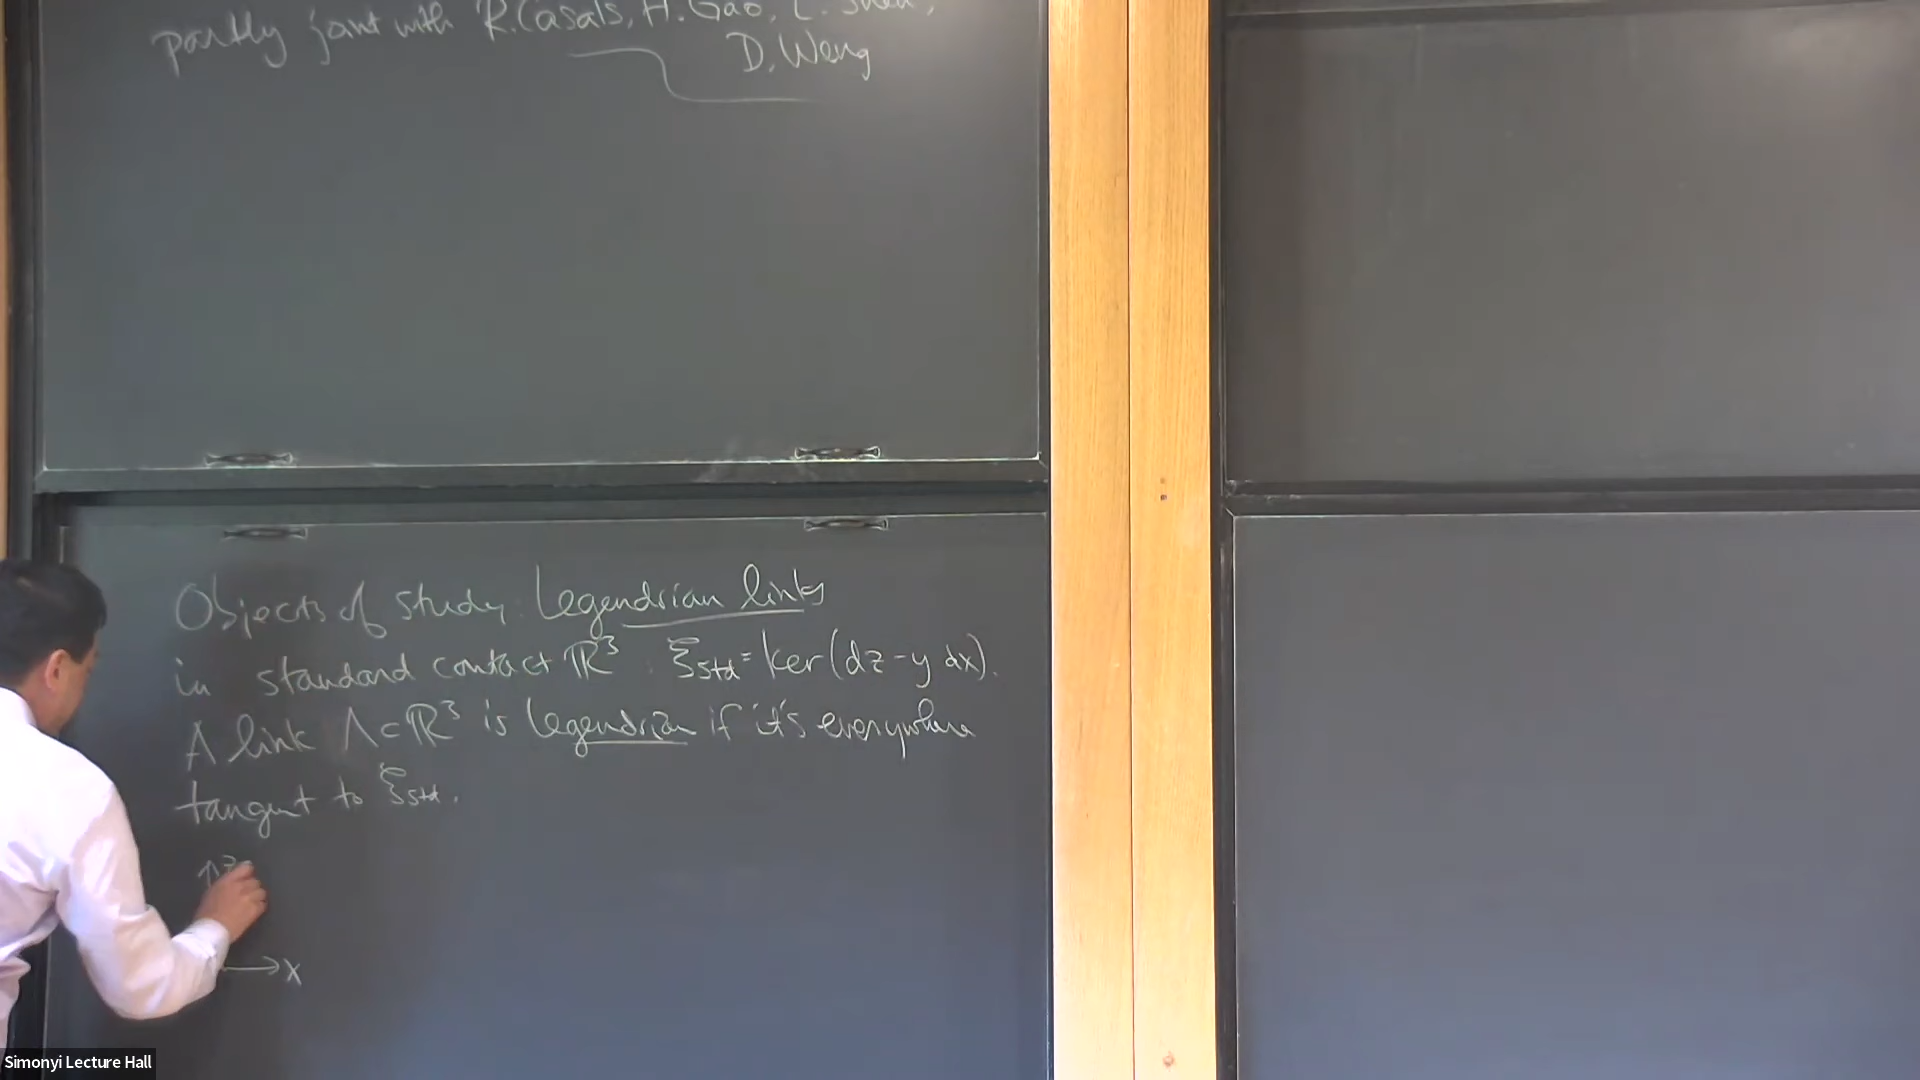 partly joint with R. Casals, H. Gao, L. Shen,
D. Weng
Objects of study: Legendrian links
in standard contact ℝ³ : ξstd = ker(dz - y dx).
A link Λ ⊂ ℝ³ is Legendrian if it's everywhere
tangent to ξstd.
z
x
Simonyi Lecture Hall